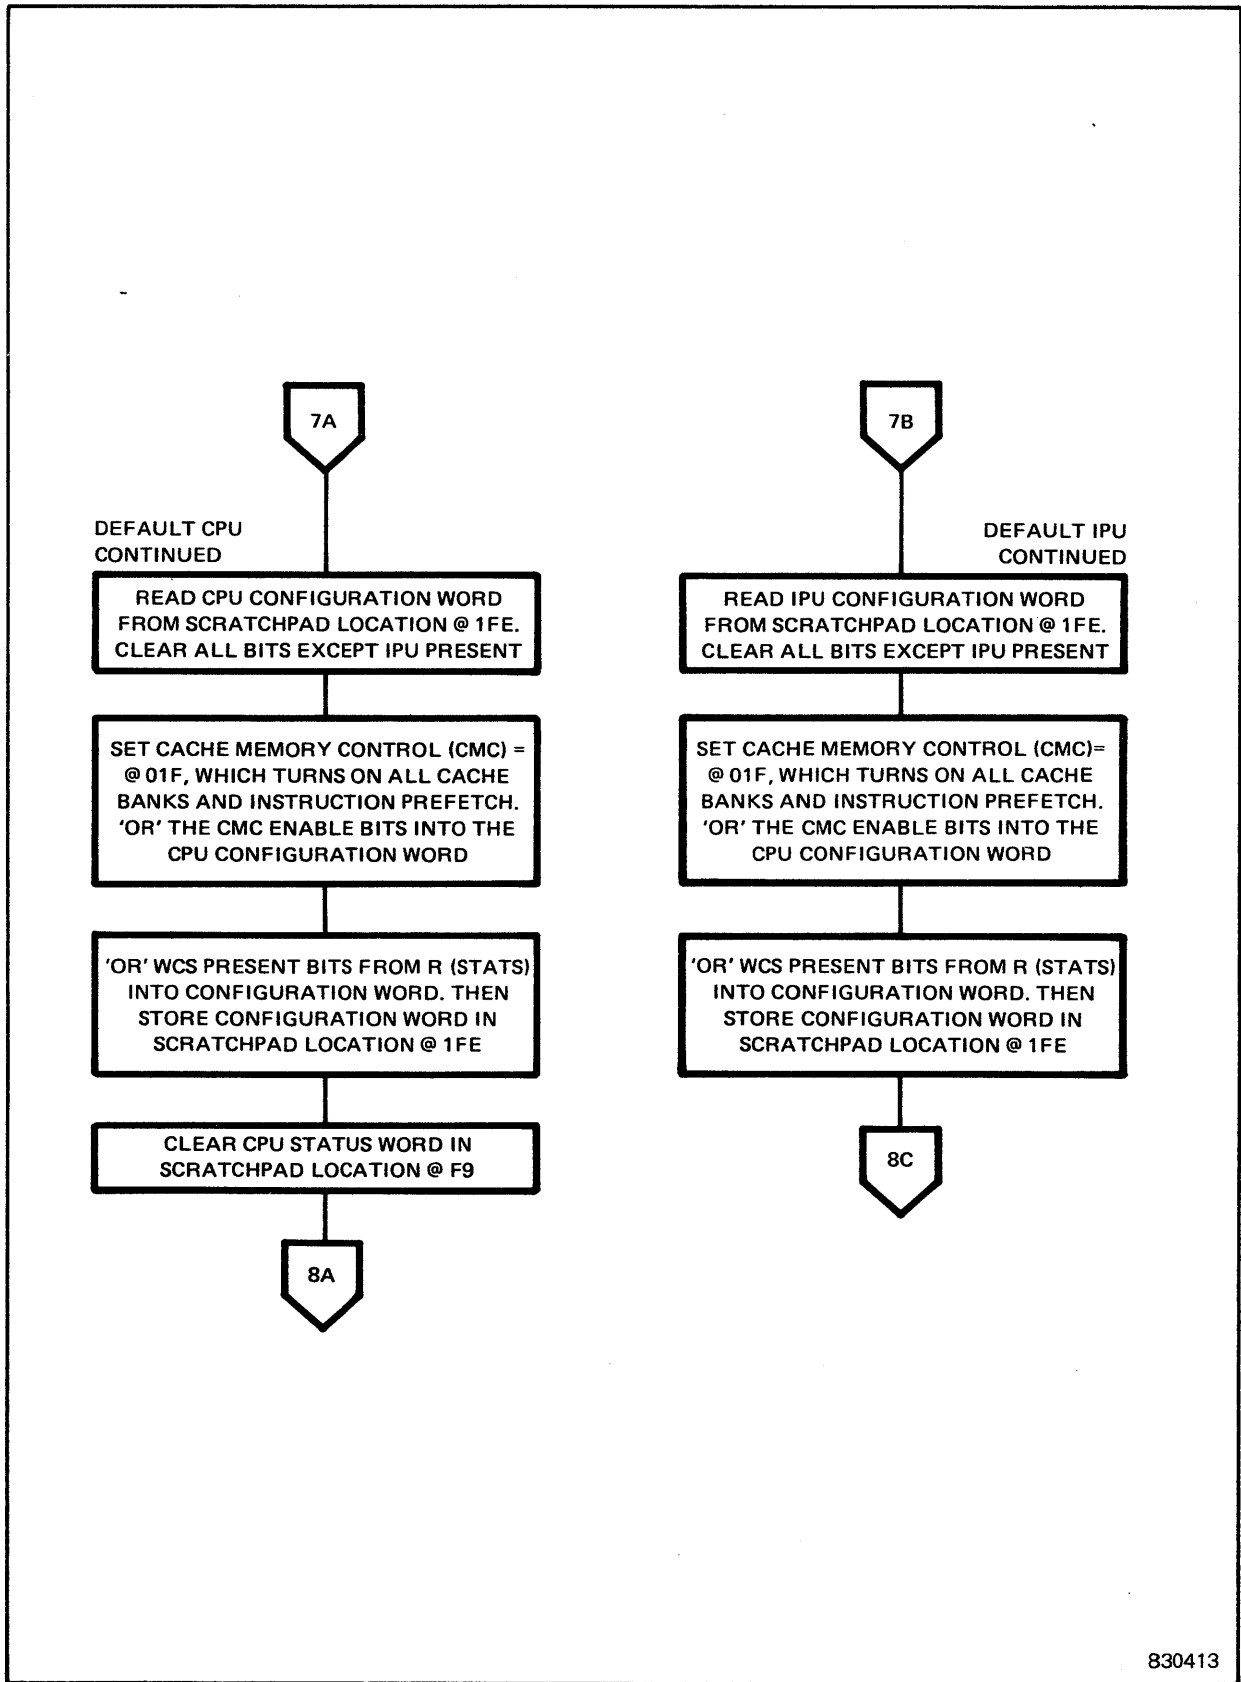 7A
DEFAULT CPU
CONTINUED
READ CPU CONFIGURATION WORD
FROM SCRATCHPAD LOCATION @ 1FE.
CLEAR ALL BITS EXCEPT IPU PRESENT
SET CACHE MEMORY CONTROL (CMC) =
@ 01F, WHICH TURNS ON ALL CACHE
BANKS AND INSTRUCTION PREFETCH.
'OR' THE CMC ENABLE BITS INTO THE
CPU CONFIGURATION WORD
'OR' WCS PRESENT BITS FROM R (STATS)
INTO CONFIGURATION WORD. THEN
STORE CONFIGURATION WORD IN
SCRATCHPAD LOCATION @ 1FE
CLEAR CPU STATUS WORD IN
SCRATCHPAD LOCATION @ F9
8A
7B
DEFAULT IPU
CONTINUED
READ IPU CONFIGURATION WORD
FROM SCRATCHPAD LOCATION @ 1FE.
CLEAR ALL BITS EXCEPT IPU PRESENT
SET CACHE MEMORY CONTROL (CMC)=
@ 01F, WHICH TURNS ON ALL CACHE
BANKS AND INSTRUCTION PREFETCH.
'OR' THE CMC ENABLE BITS INTO THE
CPU CONFIGURATION WORD
'OR' WCS PRESENT BITS FROM R (STATS)
INTO CONFIGURATION WORD. THEN
STORE CONFIGURATION WORD IN
SCRATCHPAD LOCATION @ 1FE
8C
830413